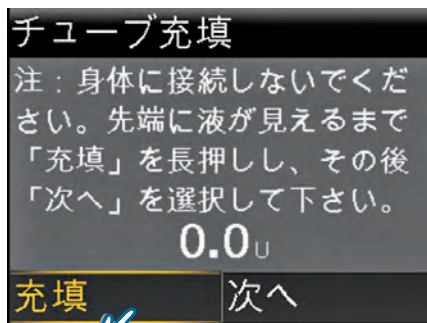 チューブ充填
注：身体に接続しないでくだ
さい。先端に液が見えるまで
「充填」を長押しし、その後
「次へ」を選択して下さい。
0.0U
充填 次へ